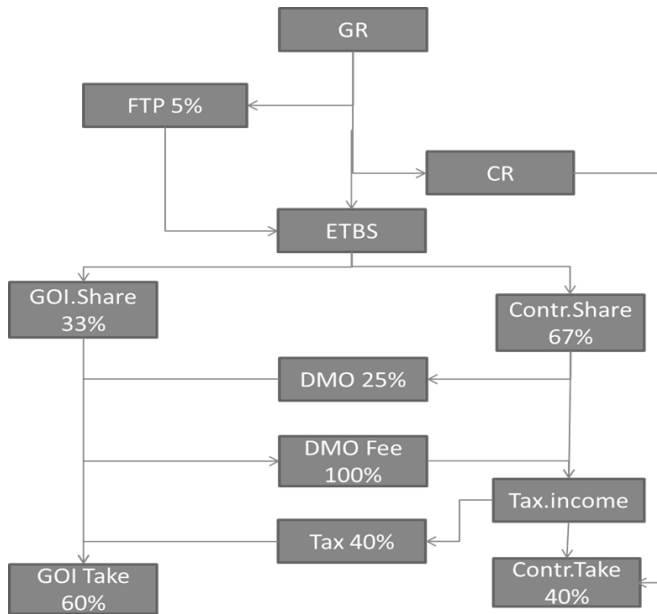 GR
FTP 5%
CR
ETBS
GOI.Share
33%
Contr.Share
67%
DMO 25%
DMO Fee
100%
Tax.income
Tax 40%
GOI Take
60%
Contr.Take
40%